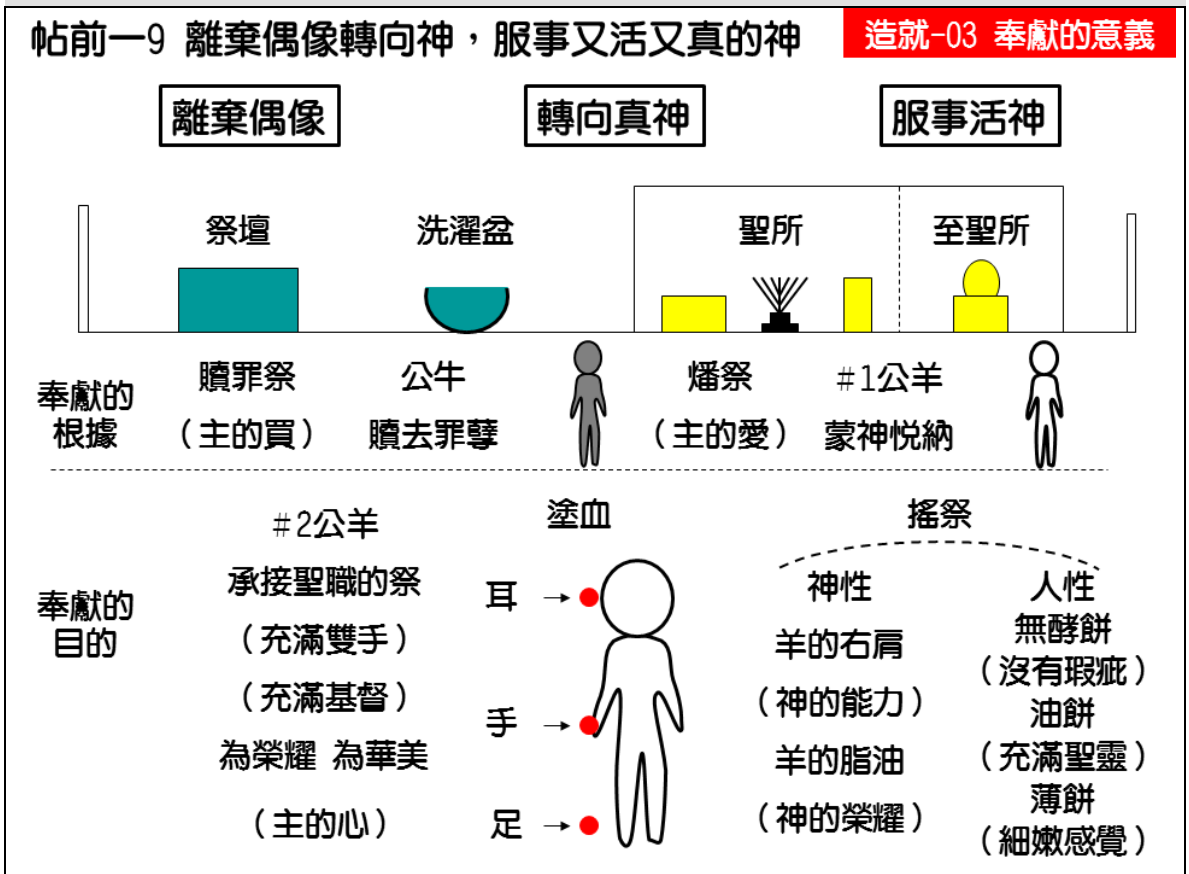 帖前一9 離棄偶像轉向神，服事又活又真的神
造就-03 奉獻的意義
離棄偶像
轉向真神
服事活神
祭壇
洗濯盆
聖所
至聖所
奉獻的
根據
贖罪祭
（主的買）
公牛
贖去罪孽
燔祭
（主的愛）
#1公羊
蒙神悅納
奉獻的
目的
#2公羊
承接聖職的祭
（充滿雙手）
（充滿基督）
為榮耀 為華美
（主的心）
塗血
耳 →
手 →
足 →
搖祭
神性
羊的右肩
（神的能力）
羊的脂油
（神的榮耀）
人性
無酵餅
（沒有瑕疵）
油餅
（充滿聖靈）
薄餅
（細嫩感覺）